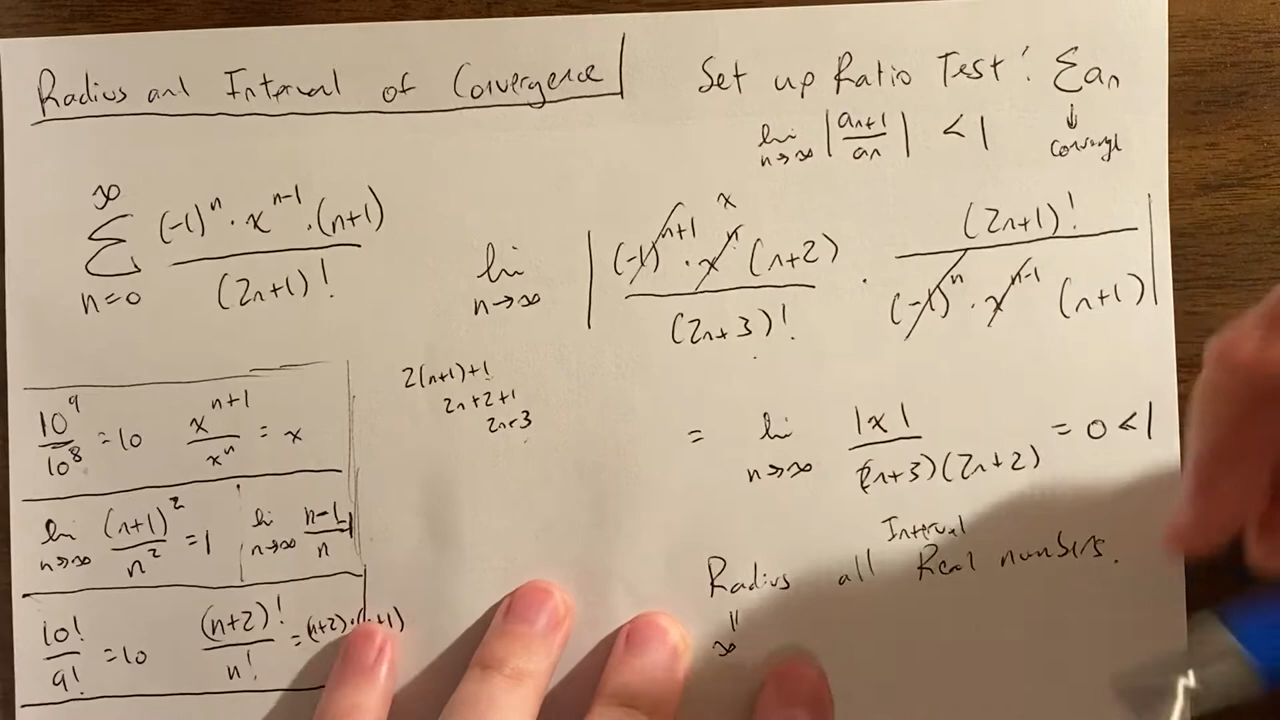 Radius and Interval of Convergence
Set up Ratio Test: Σan
lim n→∞ |an+1/an| < 1
↓
converge
∞ Σ n=0 (-1)^n · x^(n-1) · (n+1) / (2n+1)!
x
lim n→∞ | (-1)^(n+1) · x^n (n+2) / (2n+3)! · (2n+1)! / (-1)^n · x^(n-1) (n+1) |
2(n+1)+1
2n+2+1
2n+3
10^9/10^8 = 10 x^(n+1)/x^n = x
= lim n→∞ |x| / (2n+3)(2n+2) = 0 < 1
lim n→∞ (n+1)^2/n^2 = 1 lim n→∞ n-1/n
Interval
Radius all Real numbers.
||
∞
10!/9! = 10 (n+2)!/n! = (n+2)·(n+1)